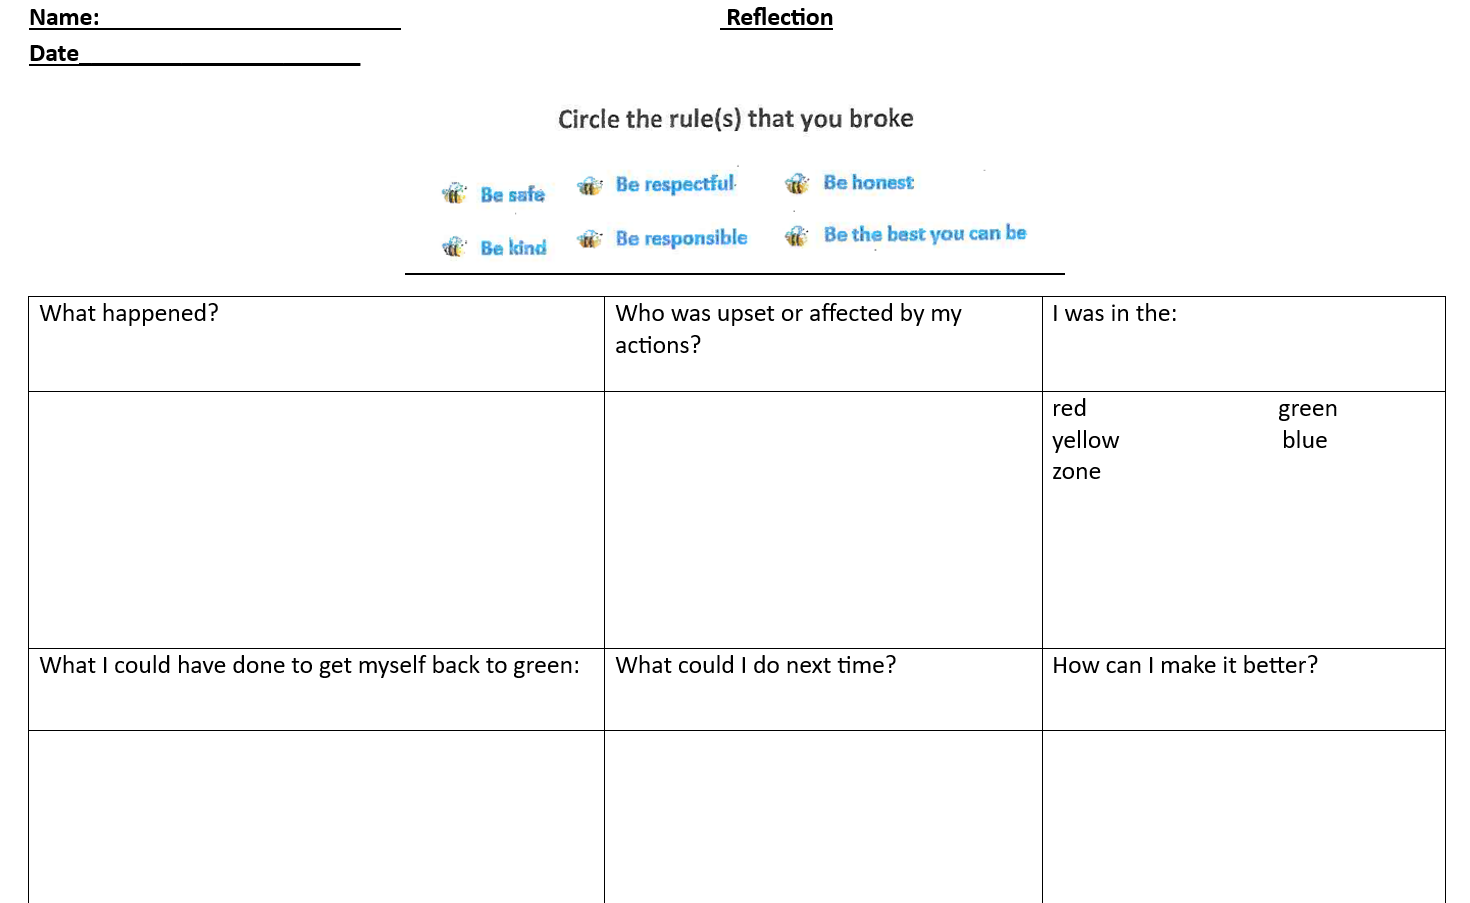 Name:________________________ Reflection
Date________________________
Circle the rule(s) that you broke
Be safe Be respectful Be honest
Be kind Be responsible Be the best you can be
What happened? Who was upset or affected by my
actions? I was in the:
red green
yellow blue
zone
What I could have done to get myself back to green: What could I do next time? How can I make it better?